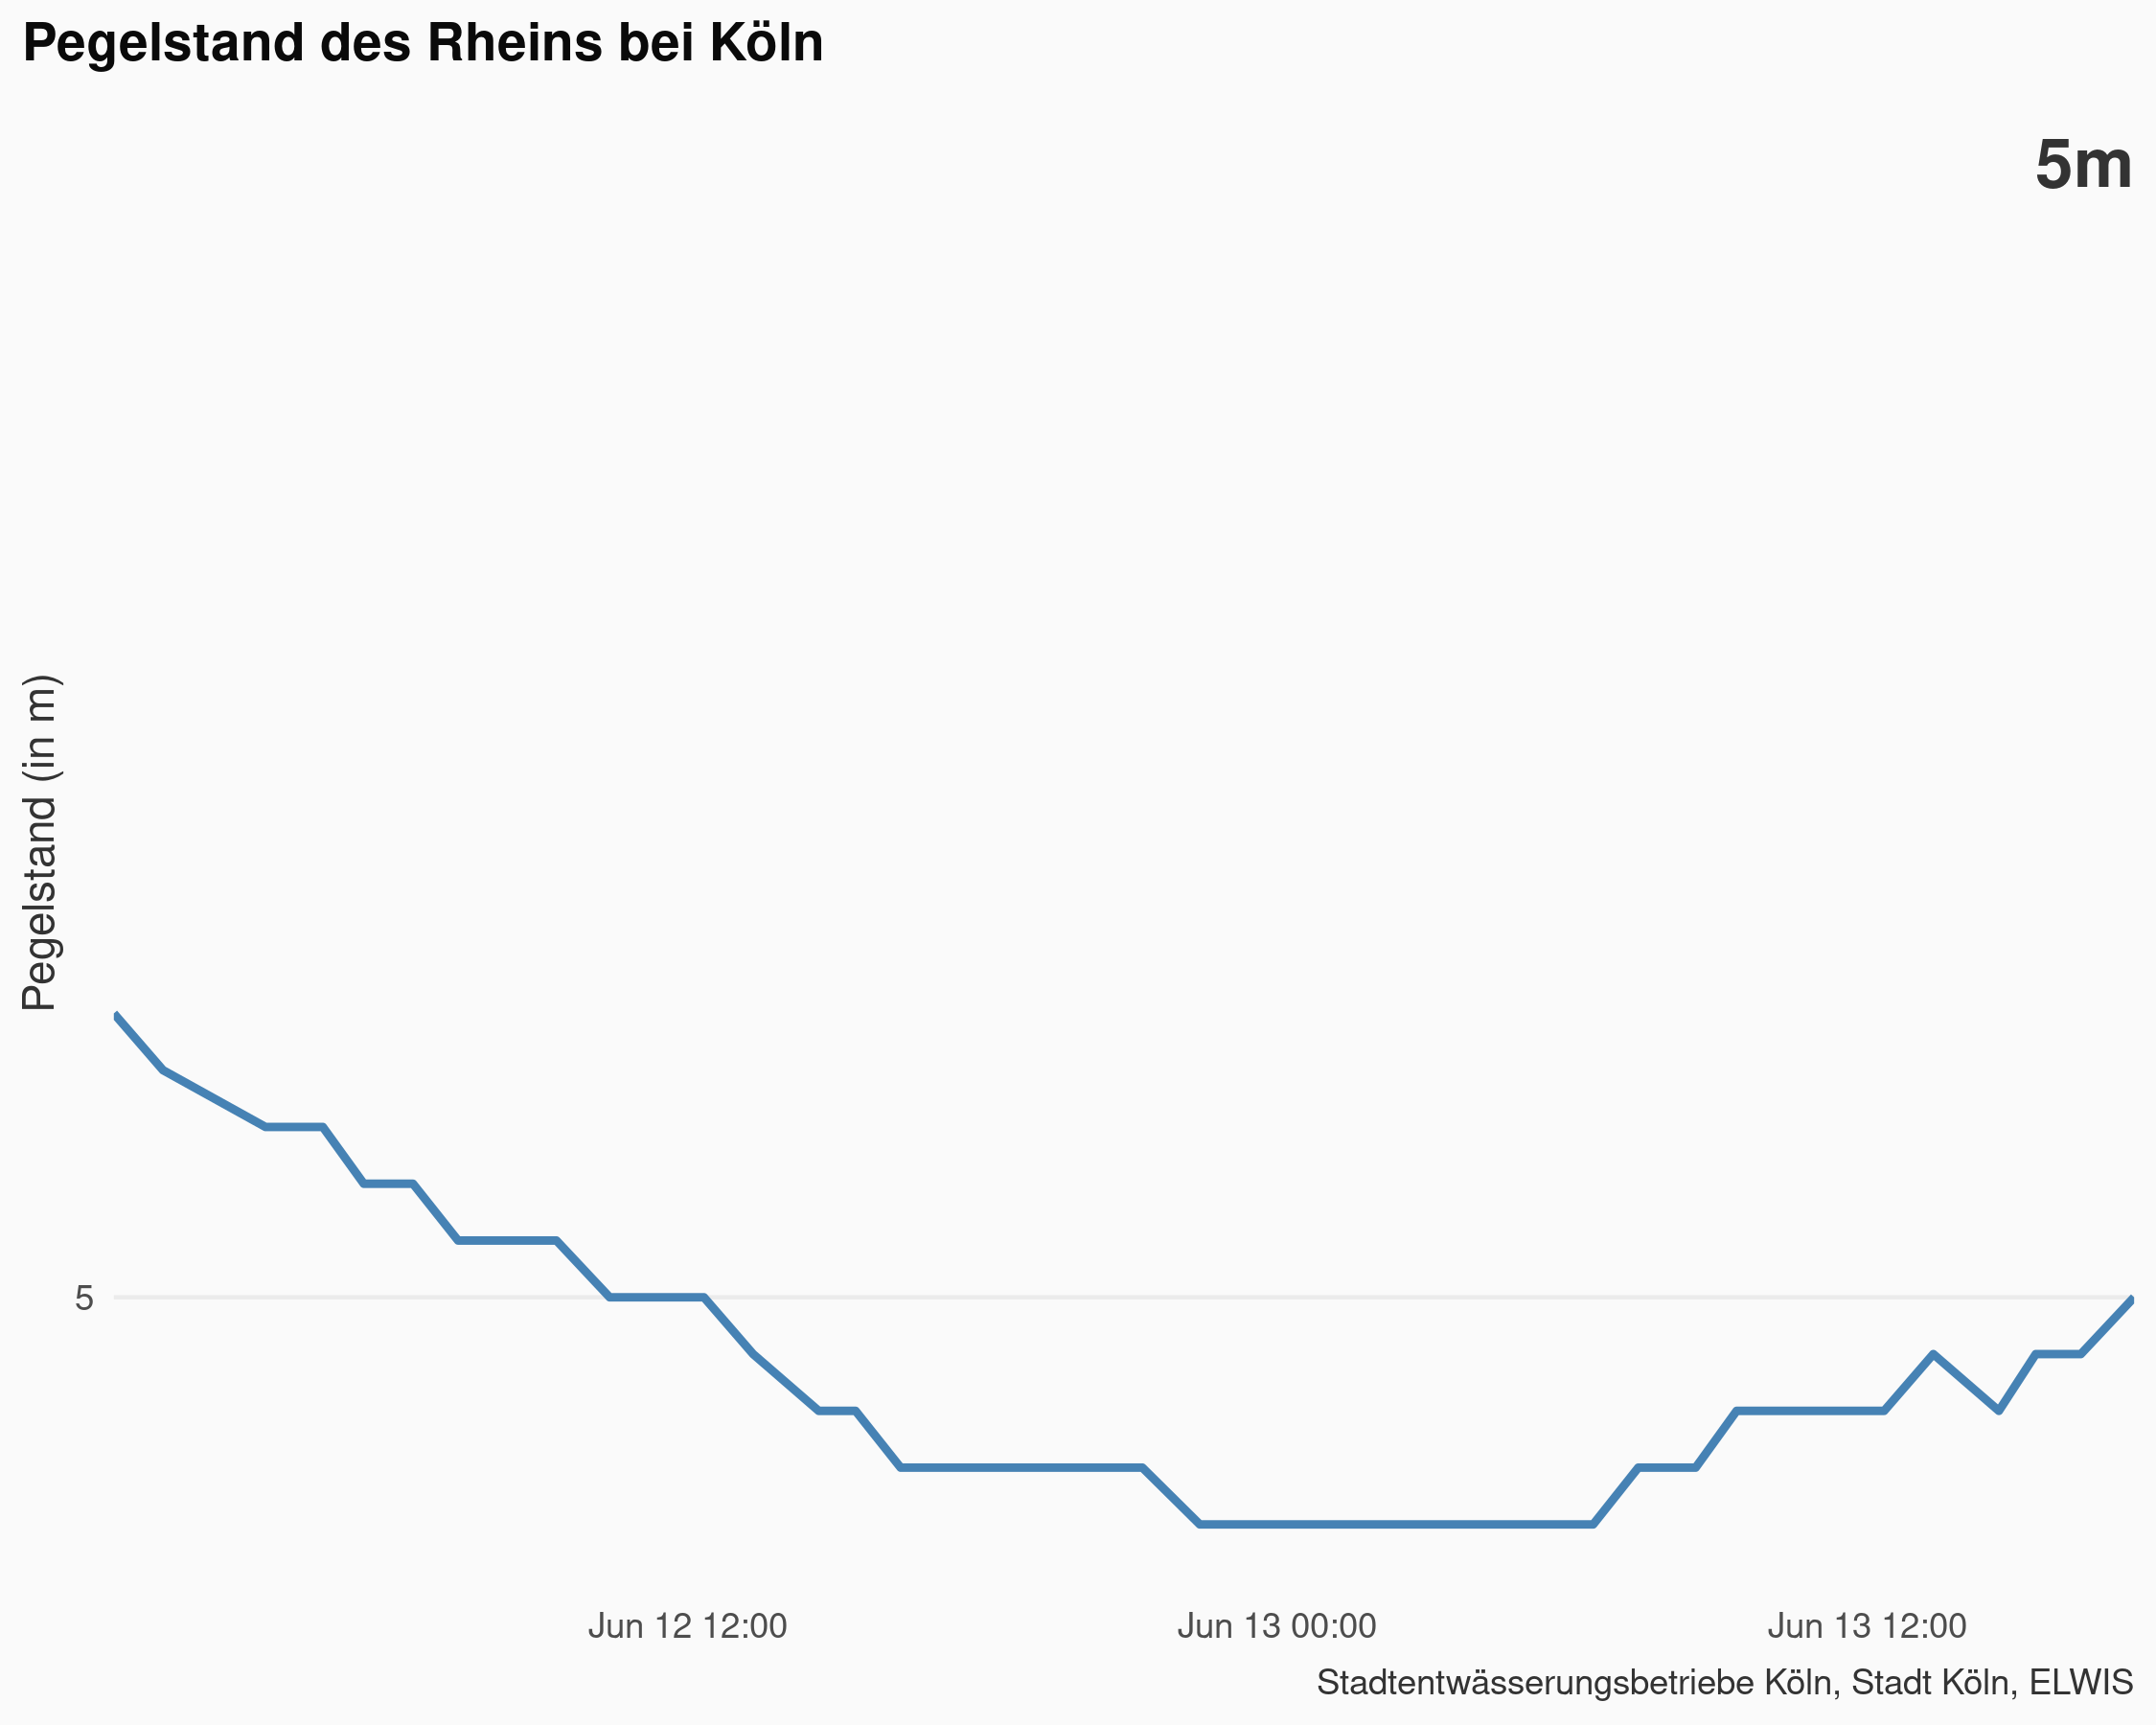 Pegelstand des Rheins bei Köln
5m
Pegelstand (in m)
5
Jun 12 12:00
Jun 13 00:00
Jun 13 12:00
Stadtentwässerungsbetriebe Köln, Stadt Köln, ELWIS